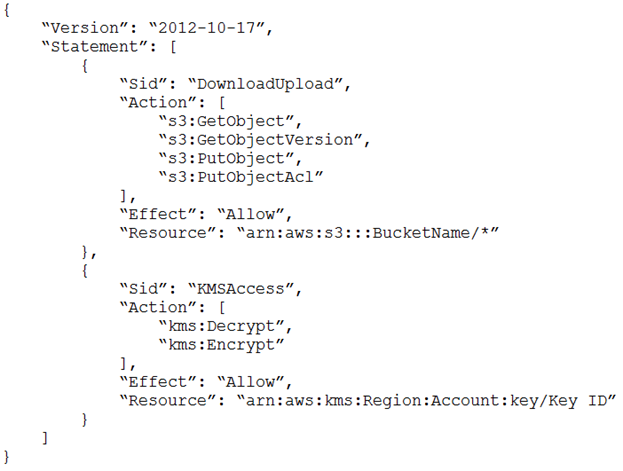 {
    “Version”: “2012-10-17”,
    “Statement”: [
        {
            “Sid”: “DownloadUpload”,
            “Action”: [
                “s3:GetObject”,
                “s3:GetObjectVersion”,
                “s3:PutObject”,
                “s3:PutObjectAcl”
            ],
            “Effect”: “Allow”,
            “Resource”: “arn:aws:s3:::BucketName/*”
        },
        {
            “Sid”: “KMSAccess”,
            “Action”: [
                “kms:Decrypt”,
                “kms:Encrypt”
            ],
            “Effect”: “Allow”,
            “Resource”: “arn:aws:kms:Region:Account:key/Key ID”
        }
    ]
}